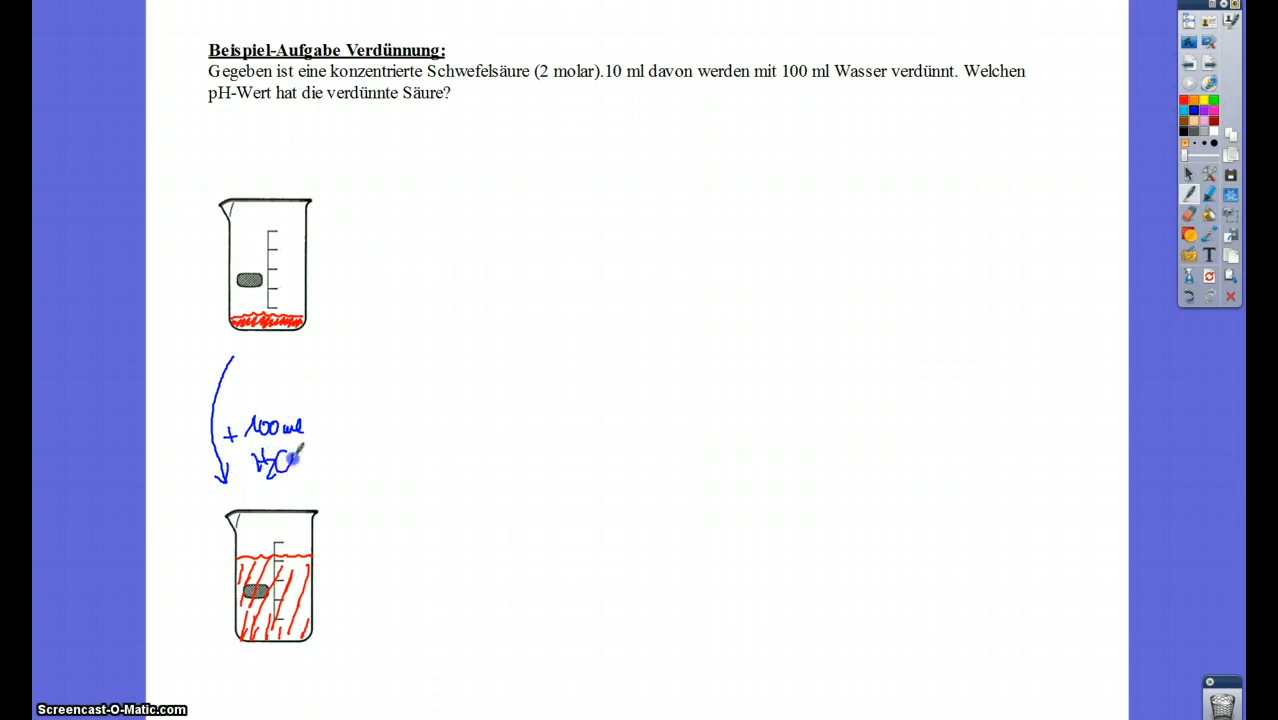 Beispiel-Aufgabe Verdünnung:
Gegeben ist eine konzentrierte Schwefelsäure (2 molar).10 ml davon werden mit 100 ml Wasser verdünnt. Welchen
pH-Wert hat die verdünnte Säure?
+ 100 ml
H2O
Screencast-O-Matic.com